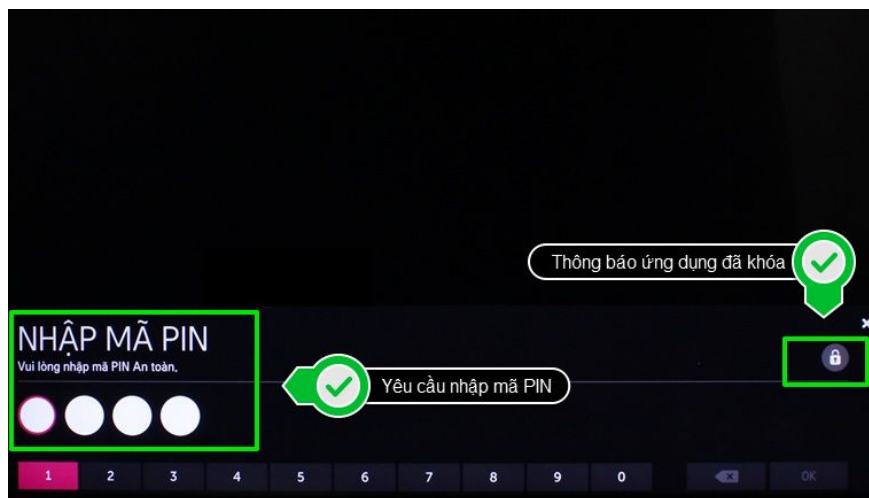 Thông báo ứng dụng đã khóa
NHẬP MÃ PIN
Vui lòng nhập mã PIN An toàn.
Yêu cầu nhập mã PIN
1 2 3 4 5 6 7 8 9 0 OK